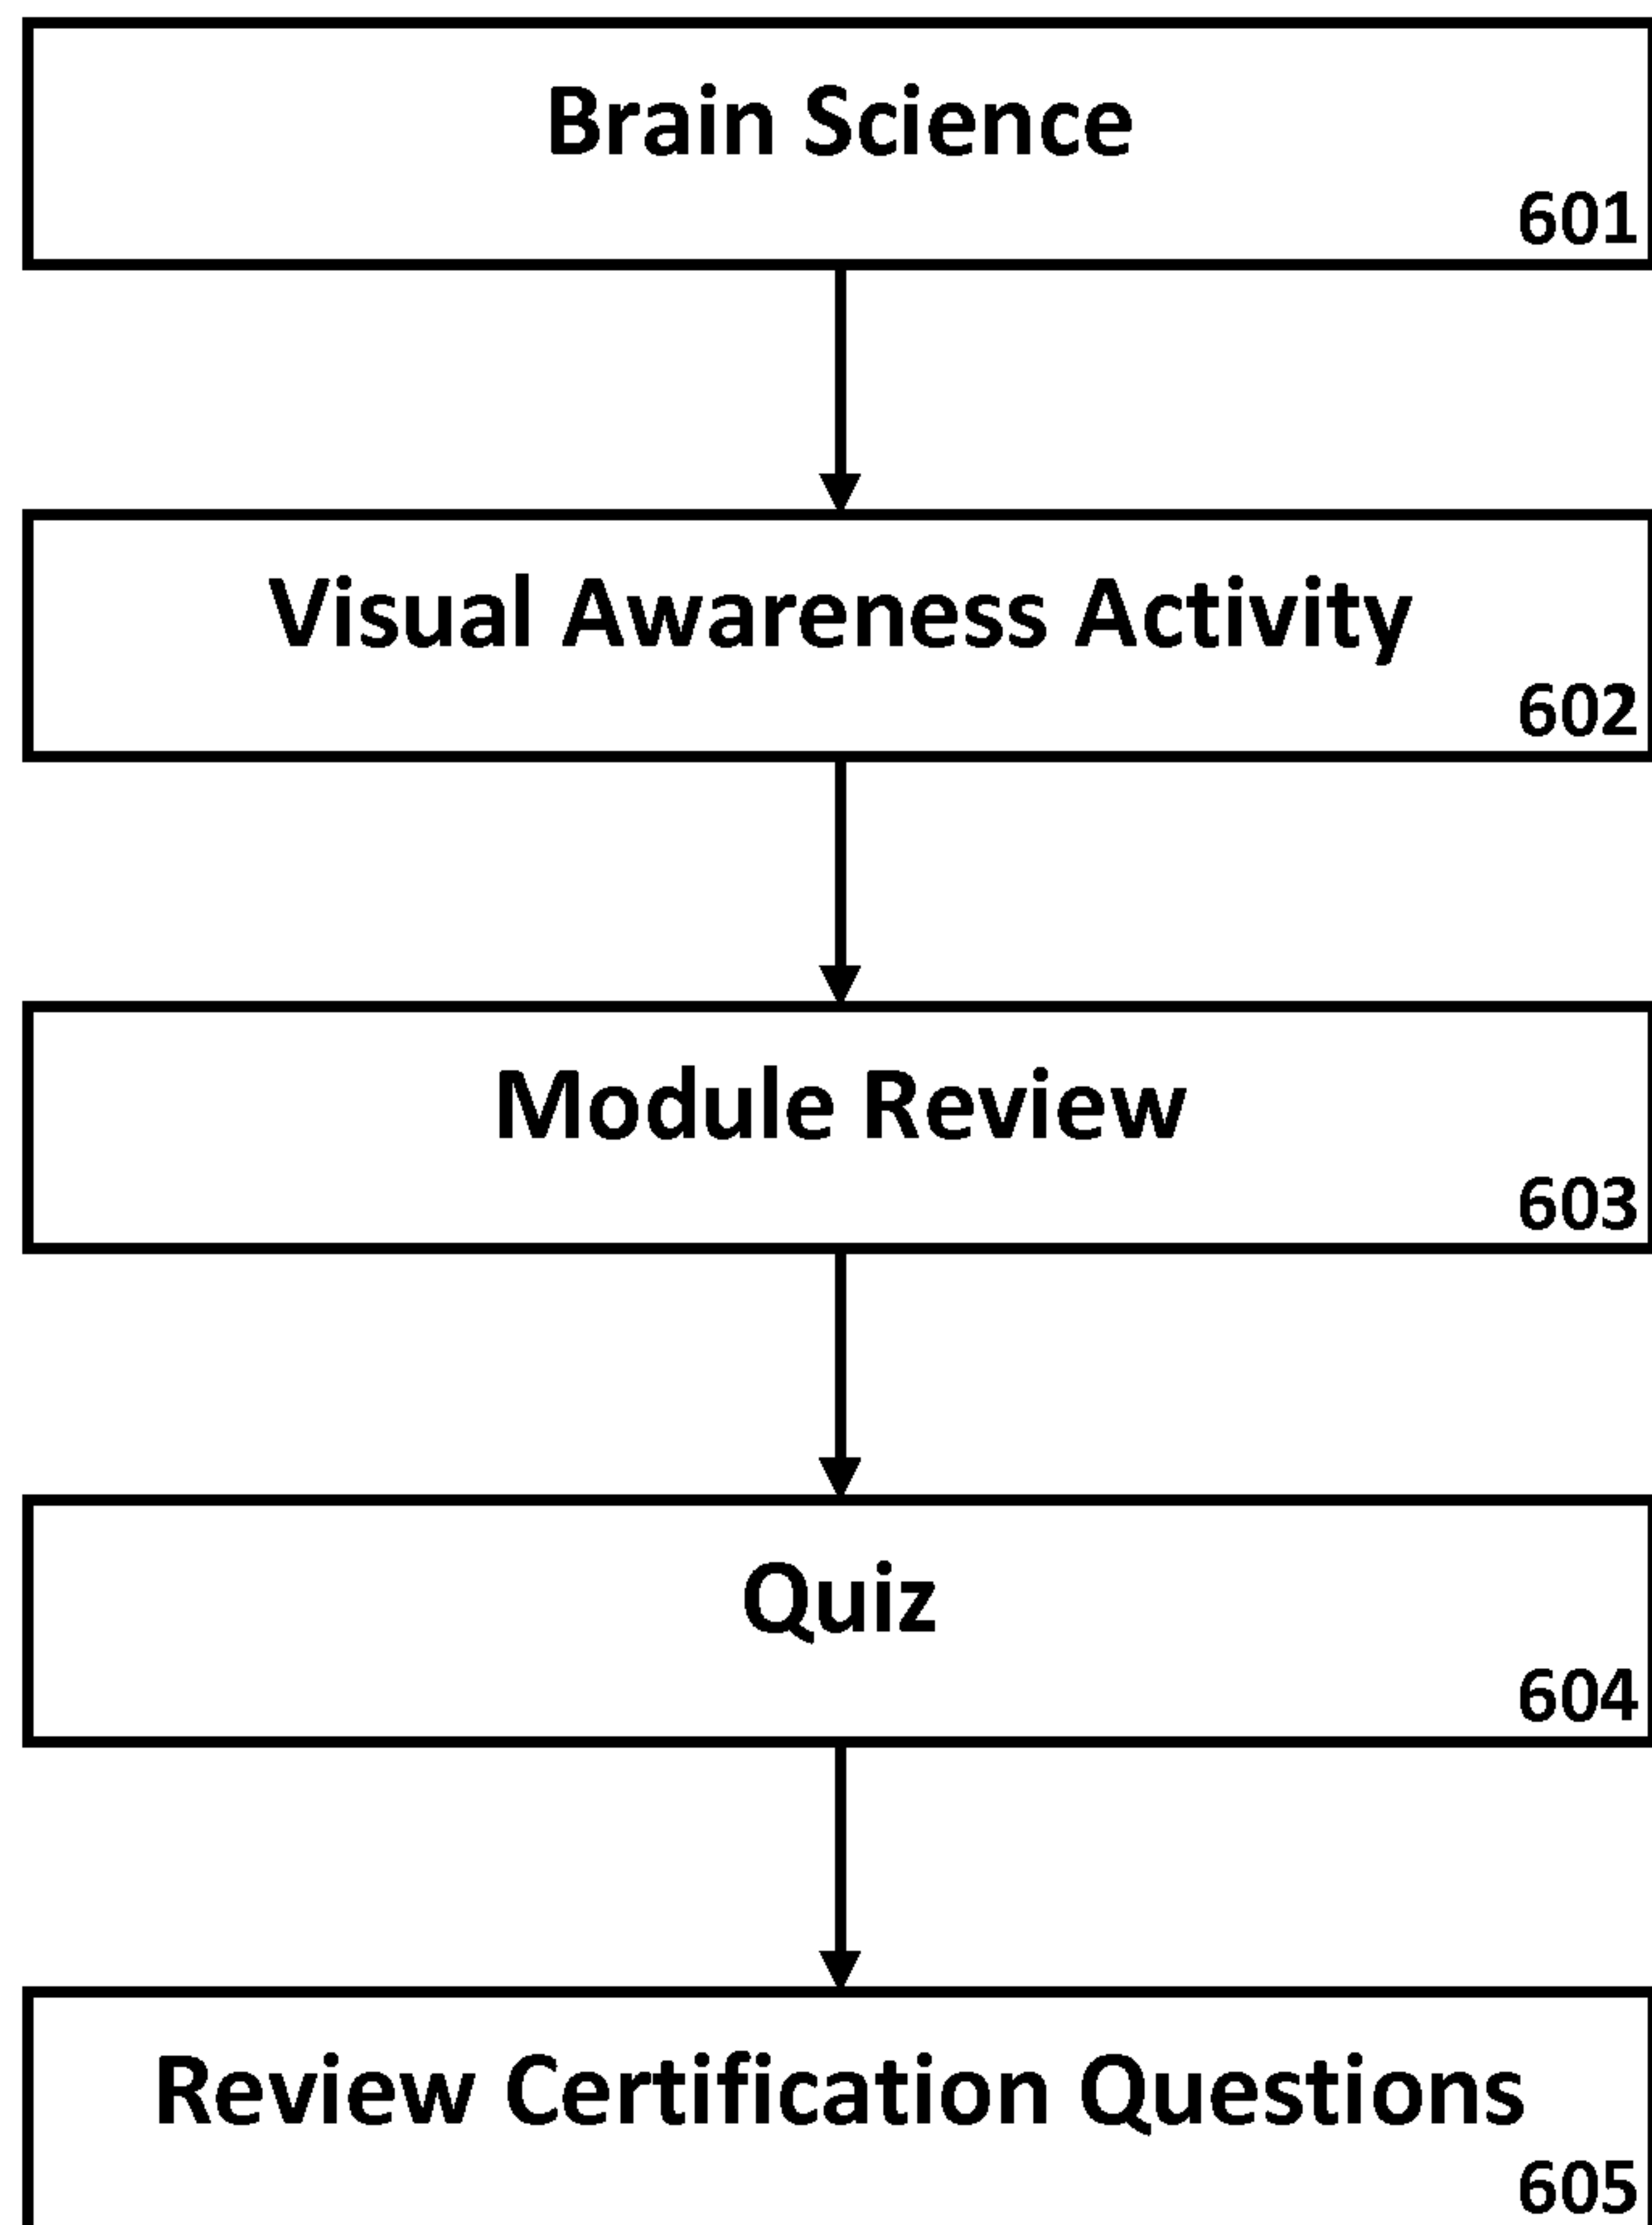 Brain Science
601
Visual Awareness Activity
602
Module Review
603
Quiz
604
Review Certification Questions
605